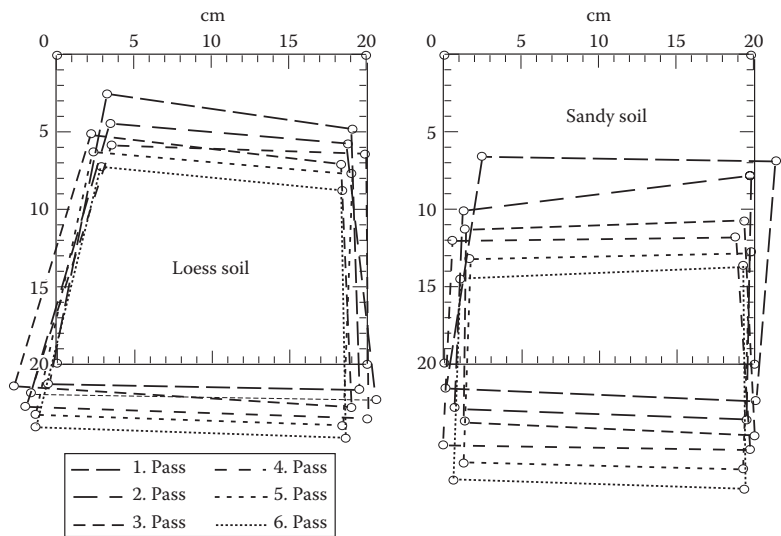 cm
0 5 10 15 20
5
10
15
20
Loess soil
cm
0 5 10 15 20
5
10
15
20
Sandy soil
1. Pass 4. Pass
2. Pass 5. Pass
3. Pass 6. Pass